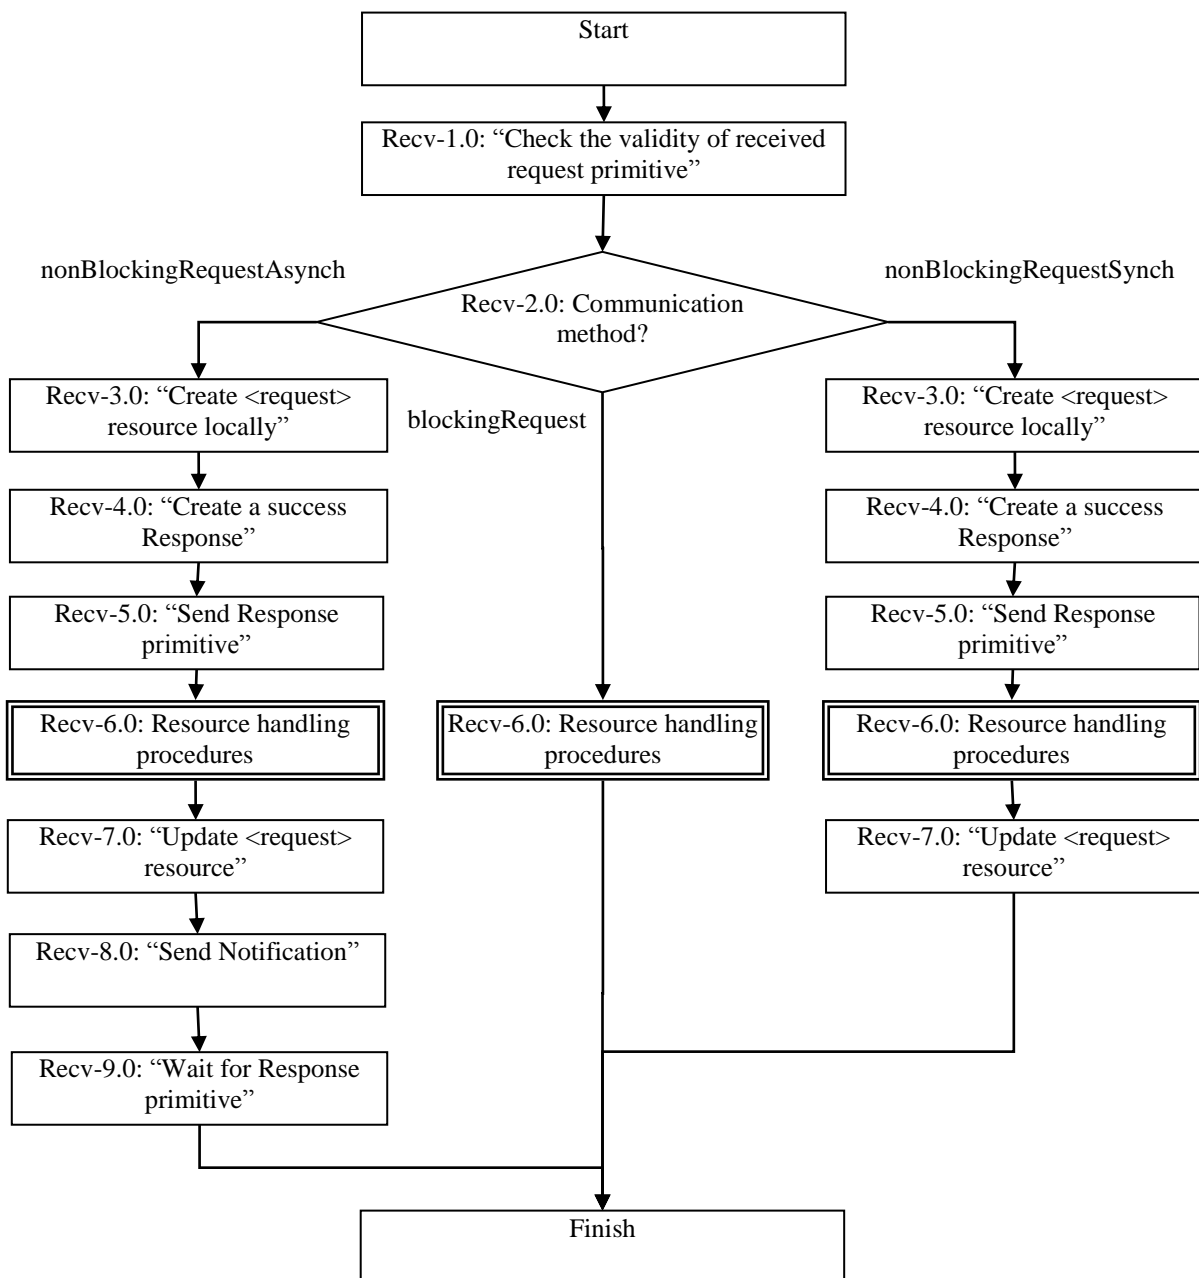 Start
Recv-1.0: “Check the validity of received
request primitive”
nonBlockingRequestAsynch
nonBlockingRequestSynch
Recv-2.0: Communication
method?
Recv-3.0: “Create <request>
resource locally”
blockingRequest
Recv-3.0: “Create <request>
resource locally”
Recv-4.0: “Create a success
Response”
Recv-4.0: “Create a success
Response”
Recv-5.0: “Send Response
primitive”
Recv-5.0: “Send Response
primitive”
Recv-6.0: Resource handling
procedures
Recv-6.0: Resource handling
procedures
Recv-6.0: Resource handling
procedures
Recv-7.0: “Update <request>
resource”
Recv-7.0: “Update <request>
resource”
Recv-8.0: “Send Notification”
Recv-9.0: “Wait for Response
primitive”
Finish